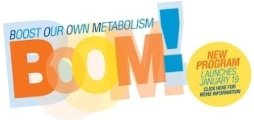 BOOST OUR OWN METABOLISM
BOOM!
NEW
PROGRAM
LAUNCHES
JANUARY 19
CLICK HERE FOR
MORE INFORMATION